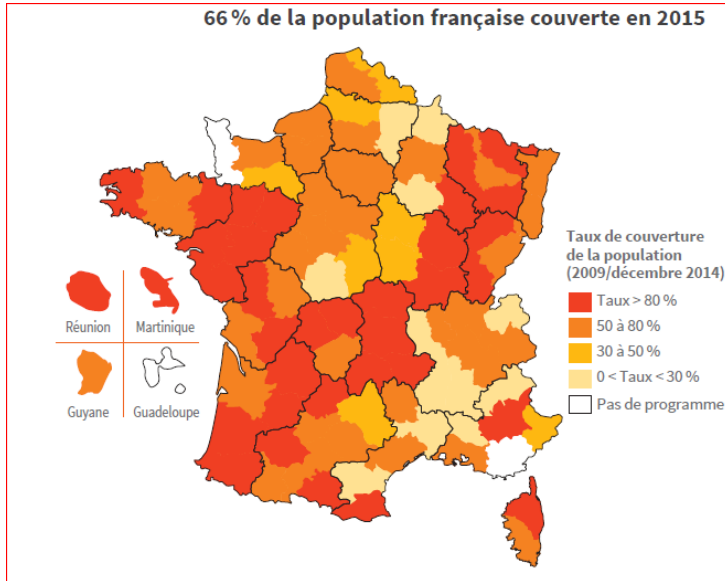 66 % de la population française couverte en 2015
Taux de couverture
de la population
(2009/décembre 2014)
Taux > 80 %
50 à 80 %
30 à 50 %
0 < Taux < 30 %
Pas de programme
Réunion
Martinique
Guyane
Guadeloupe